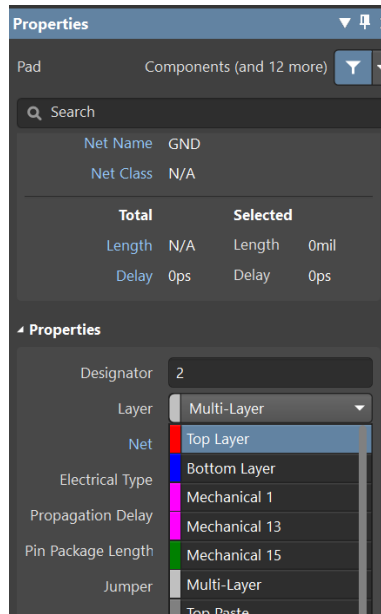 Properties
Pad Components (and 12 more)
Search
Net Name GND
Net Class N/A
Total Selected
Length N/A Length 0mil
Delay 0ps Delay 0ps
Properties
Designator 2
Layer Multi-Layer
Net Top Layer
Bottom Layer
Electrical Type
Mechanical 1
Propagation Delay Mechanical 13
Pin Package Length Mechanical 15
Jumper Multi-Layer
Top Paste